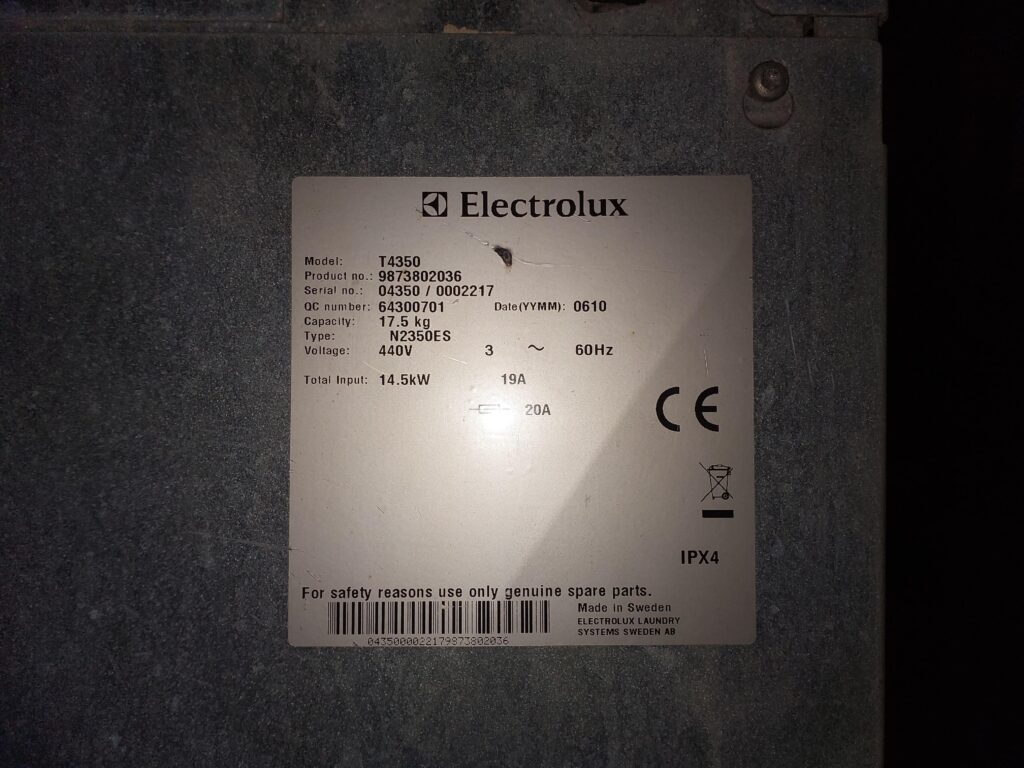 Electrolux
Model: T4350
Product no.: 9873802036
Serial no.: 04350 / 0002217
QC number: 64300701 Date(YYMM): 0610
Capacity: 17.5 kg
Type: N2350ES
Voltage: 440V 3 ~ 60Hz
Total Input: 14.5kW 19A
20A
CE
IPX4
For safety reasons use only genuine spare parts.
Made in Sweden
ELECTROLUX LAUNDRY
SYSTEMS SWEDEN AB
0435000022179873802036